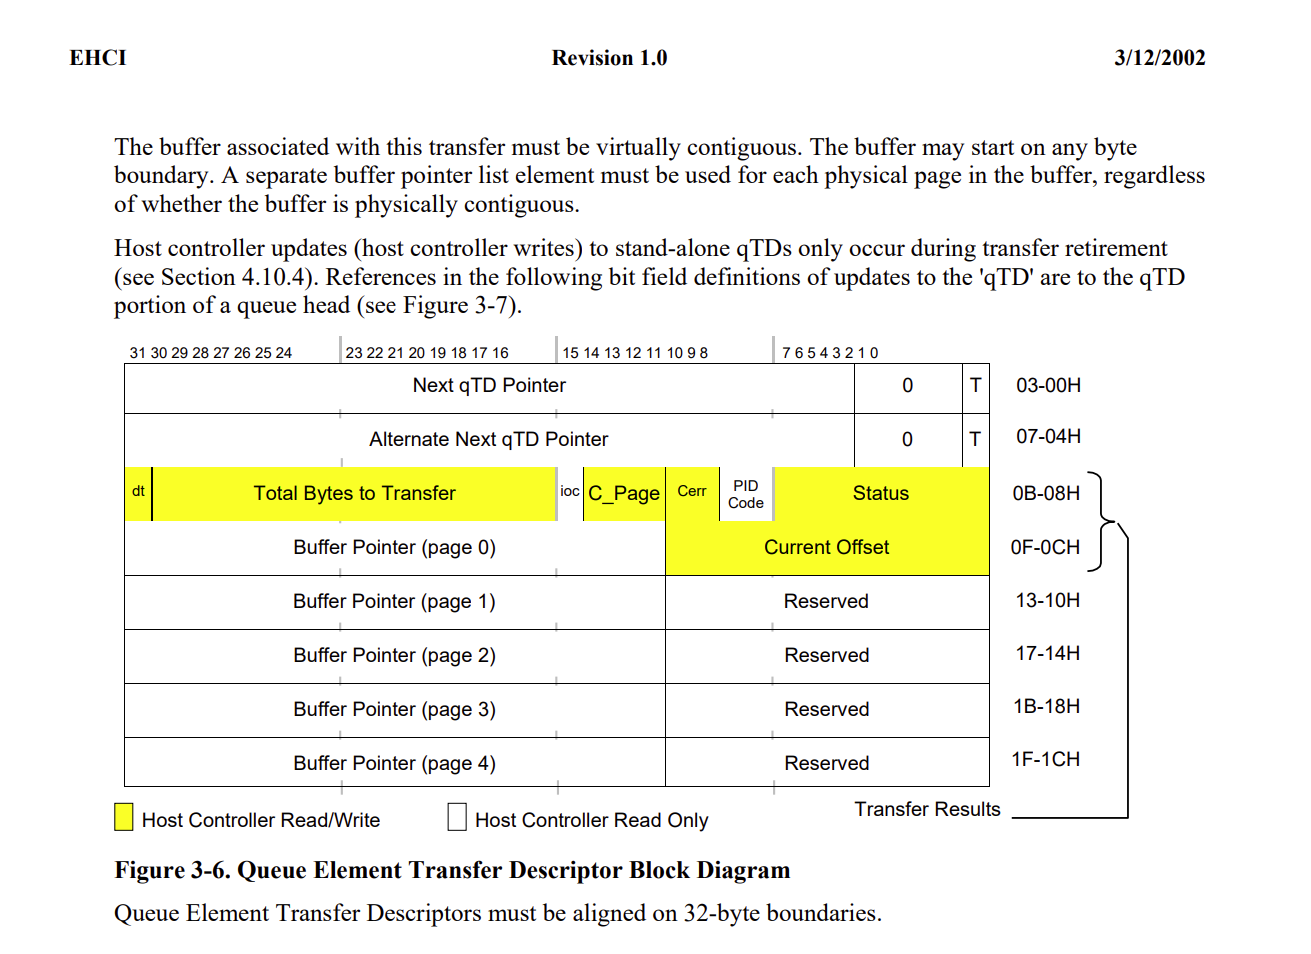 EHCI Revision 1.0 3/12/2002
The buffer associated with this transfer must be virtually contiguous. The buffer may start on any byte
boundary. A separate buffer pointer list element must be used for each physical page in the buffer, regardless
of whether the buffer is physically contiguous.
Host controller updates (host controller writes) to stand-alone qTDs only occur during transfer retirement
(see Section 4.10.4). References in the following bit field definitions of updates to the 'qTD' are to the qTD
portion of a queue head (see Figure 3-7).
31 30 29 28 27 26 25 24 23 22 21 20 19 18 17 16 15 14 13 12 11 10 9 8 7 6 5 4 3 2 1 0
Next qTD Pointer 0 T 03-00H
Alternate Next qTD Pointer 0 T 07-04H
dt Total Bytes to Transfer ioc C_Page Cerr PID Code Status 0B-08H
Buffer Pointer (page 0) Current Offset 0F-0CH
Buffer Pointer (page 1) Reserved 13-10H
Buffer Pointer (page 2) Reserved 17-14H
Buffer Pointer (page 3) Reserved 1B-18H
Buffer Pointer (page 4) Reserved 1F-1CH
Host Controller Read/Write Host Controller Read Only Transfer Results
Figure 3-6. Queue Element Transfer Descriptor Block Diagram
Queue Element Transfer Descriptors must be aligned on 32-byte boundaries.